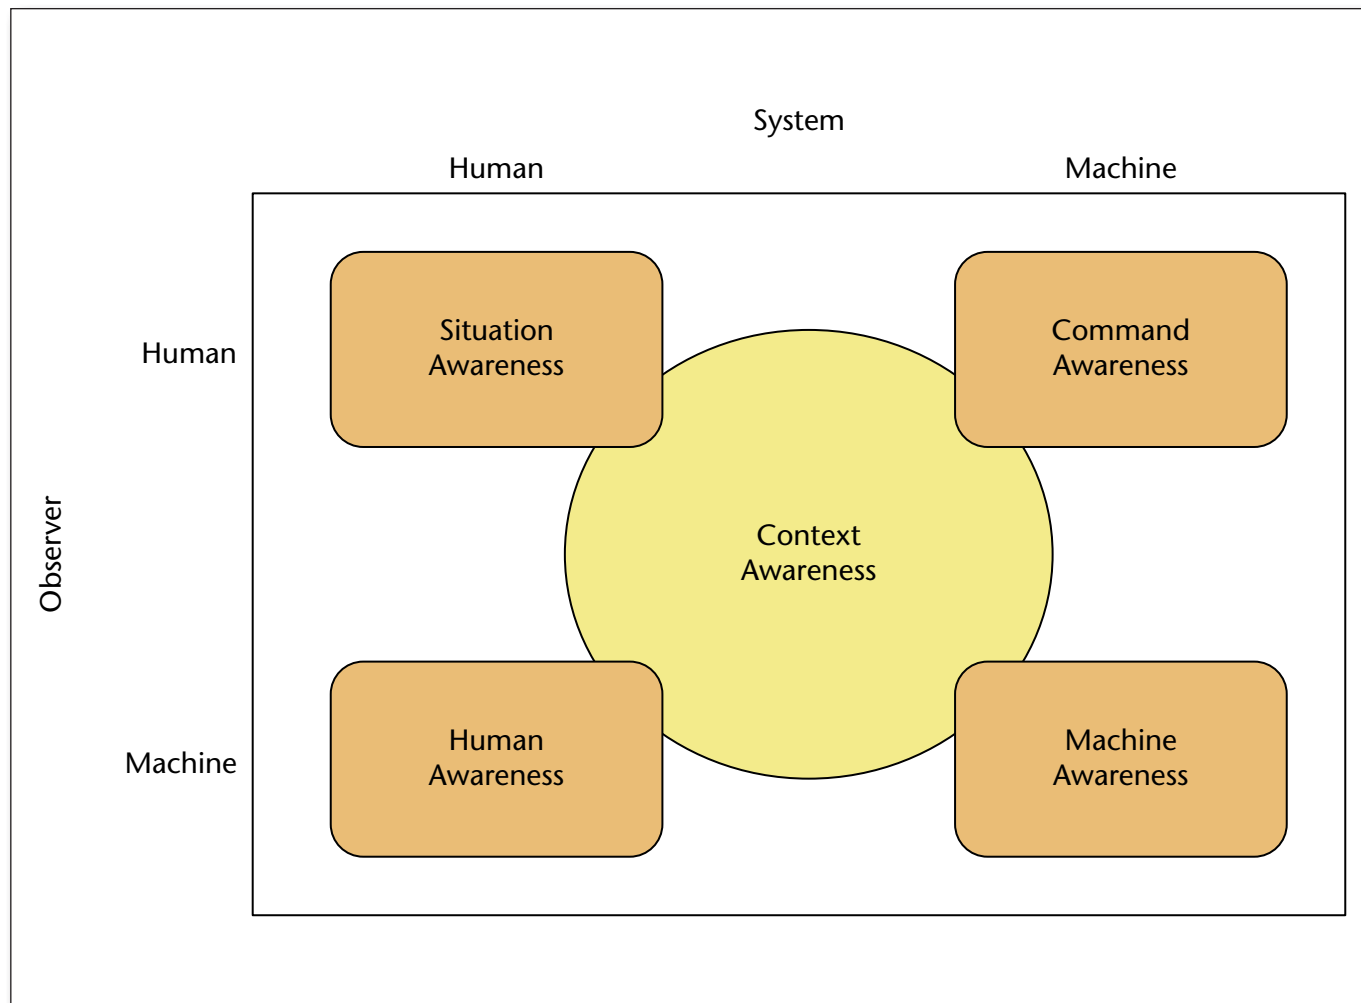 System
Human
Machine
Situation
Awareness
Command
Awareness
Human
Context
Awareness
Observer
Human
Awareness
Machine
Awareness
Machine